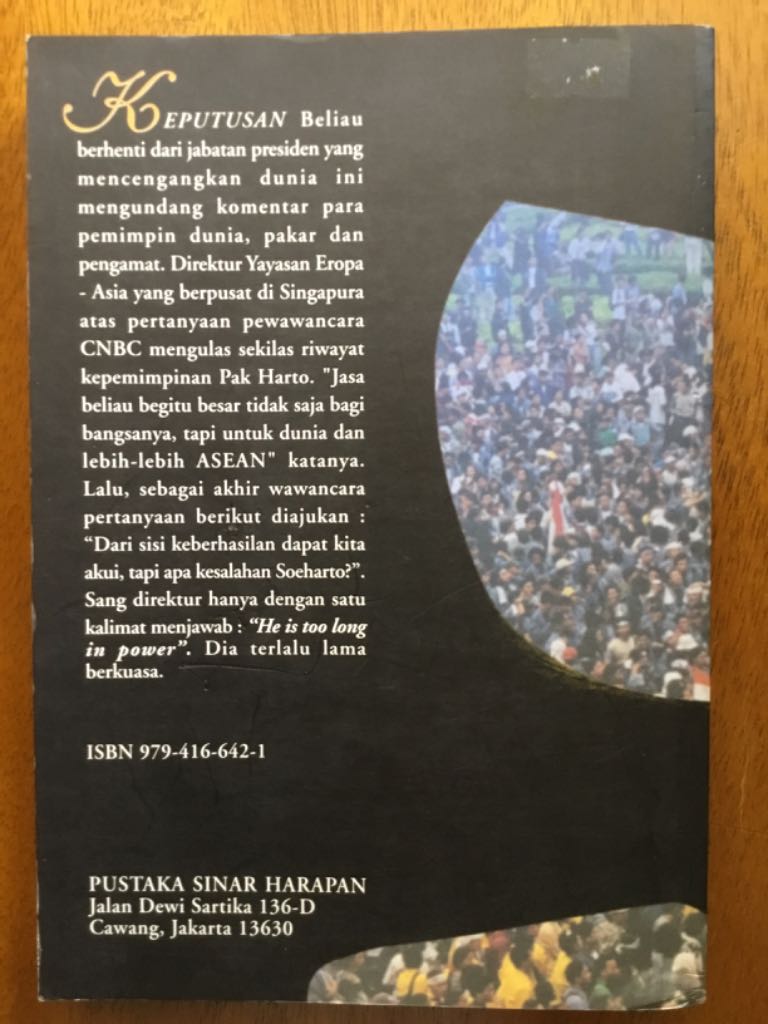 KEPUTUSAN Beliau
berhenti dari jabatan presiden yang
mencengangkan dunia ini
mengundang komentar para
pemimpin dunia, pakar dan
pengamat. Direktur Yayasan Eropa
- Asia yang berpusat di Singapura
atas pertanyaan pewawancara
CNBC mengulas sekilas riwayat
kepemimpinan Pak Harto. "Jasa
beliau begitu besar tidak saja bagi
bangsanya, tapi untuk dunia dan
lebih-lebih ASEAN" katanya.
Lalu, sebagai akhir wawancara
pertanyaan berikut diajukan :
“Dari sisi keberhasilan dapat kita
akui, tapi apa kesalahan Soeharto?”.
Sang direktur hanya dengan satu
kalimat menjawab : “He is too long
in power”. Dia terlalu lama
berkuasa.
ISBN 979-416-642-1
PUSTAKA SINAR HARAPAN
Jalan Dewi Sartika 136-D
Cawang, Jakarta 13630